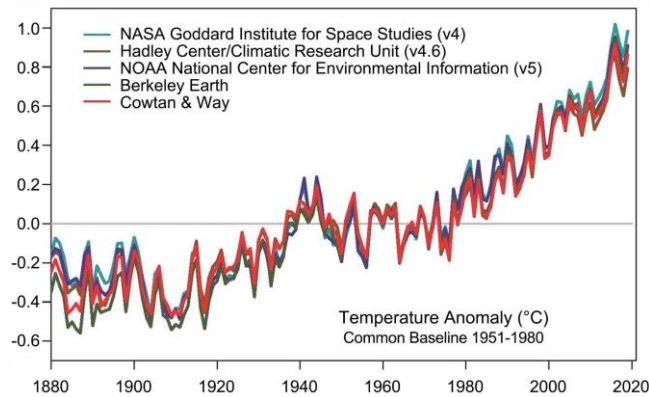 1.0
0.8
0.6
0.4
0.2
0.0
-0.2
-0.4
-0.6
NASA Goddard Institute for Space Studies (v4)
Hadley Center/Climatic Research Unit (v4.6)
NOAA National Center for Environmental Information (v5)
Berkeley Earth
Cowtan & Way
Temperature Anomaly (°C)
Common Baseline 1951-1980
1880 1900 1920 1940 1960 1980 2000 2020